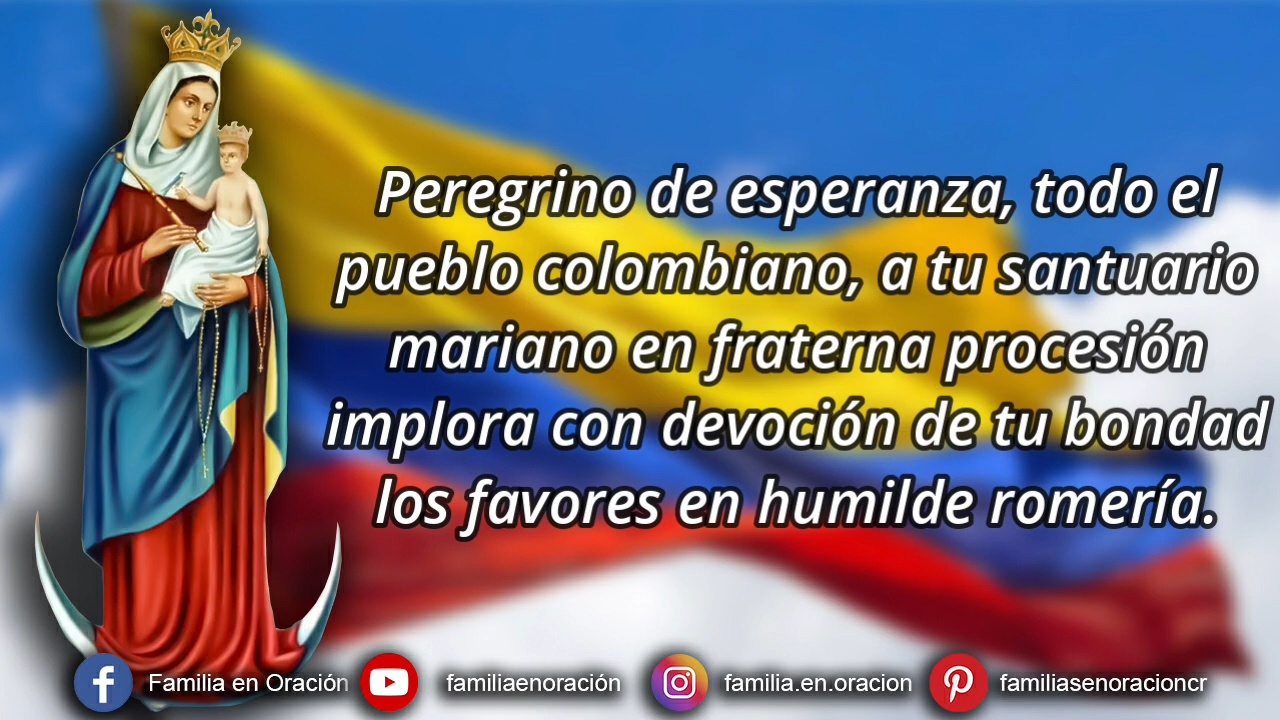 Peregrino de esperanza, todo el
pueblo colombiano, a tu santuario
mariano en fraterna procesión
implora con devoción de tu bondad
los favores en humilde romería.
Familia en Oración
familiaenoración
familia.en.oracion
familiasenoracioncr